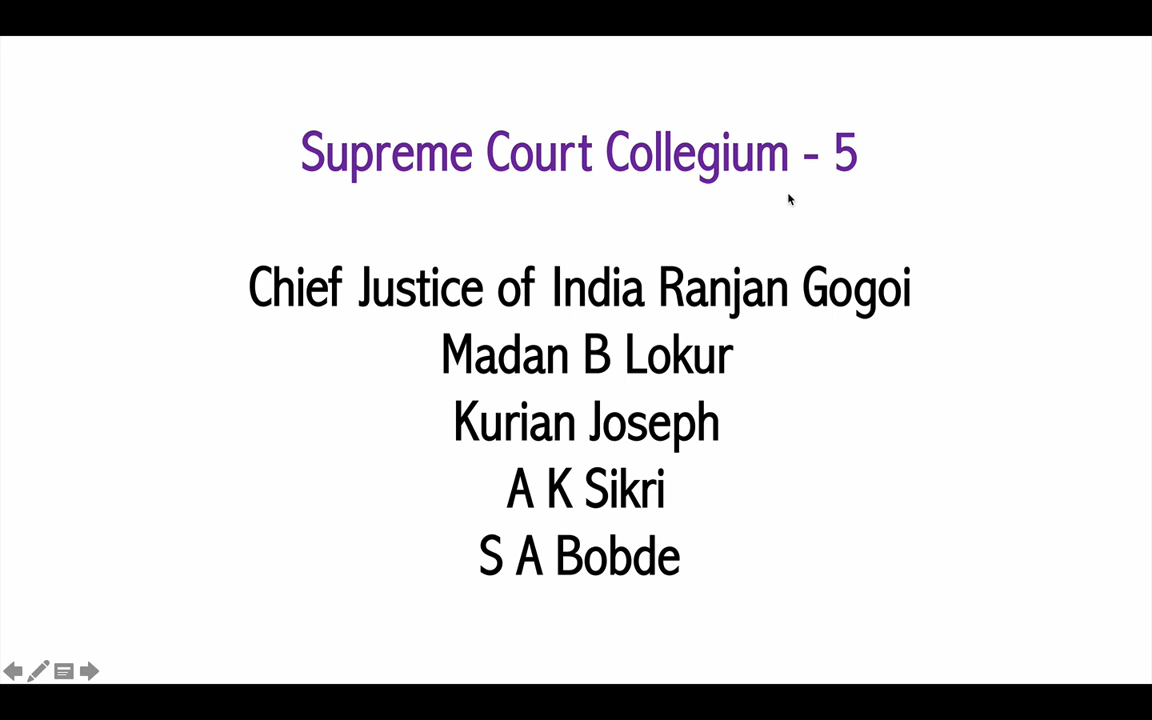 Supreme Court Collegium - 5
Chief Justice of India Ranjan Gogoi
Madan B Lokur
Kurian Joseph
A K Sikri
S A Bobde